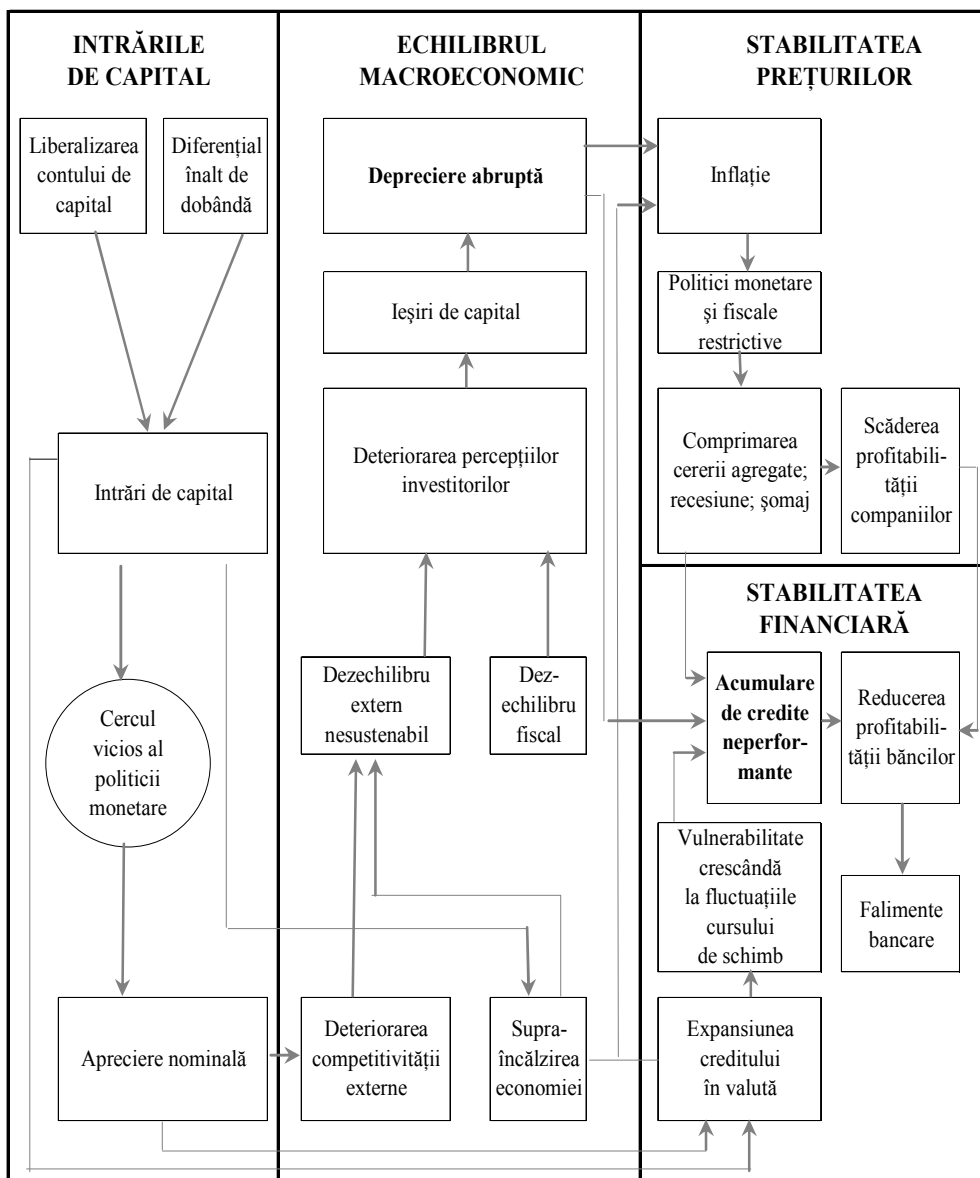 INTRĂRILE
DE CAPITAL
Liberalizarea
contului de
capital
Diferențial
înalt de
dobândă
Intrări de capital
Cercul
vicios al
politicii
monetare
Apreciere nominală
ECHILIBRUL
MACROECONOMIC
Depreciere abruptă
Ieşiri de capital
Deteriorarea percepțiilor
investitorilor
Dezechilibru
extern
nesustenabil
Dez-
echilibru
fiscal
Deteriorarea
competitivității
externe
Supra-
încălzirea
economiei
STABILITATEA
PREȚURILOR
Inflație
Politici monetare
şi fiscale
restrictive
Comprimarea
cererii agregate;
recesiune; şomaj
Scăderea
profitabili-
tății
companiilor
STABILITATEA
FINANCIARĂ
Acumulare
de credite
neperfor-
mante
Reducerea
profitabili-
tății băncilor
Vulnerabilitate
crescândă
la fluctuațiile
cursului
de schimb
Falimente
bancare
Expansiunea
creditului
în valută